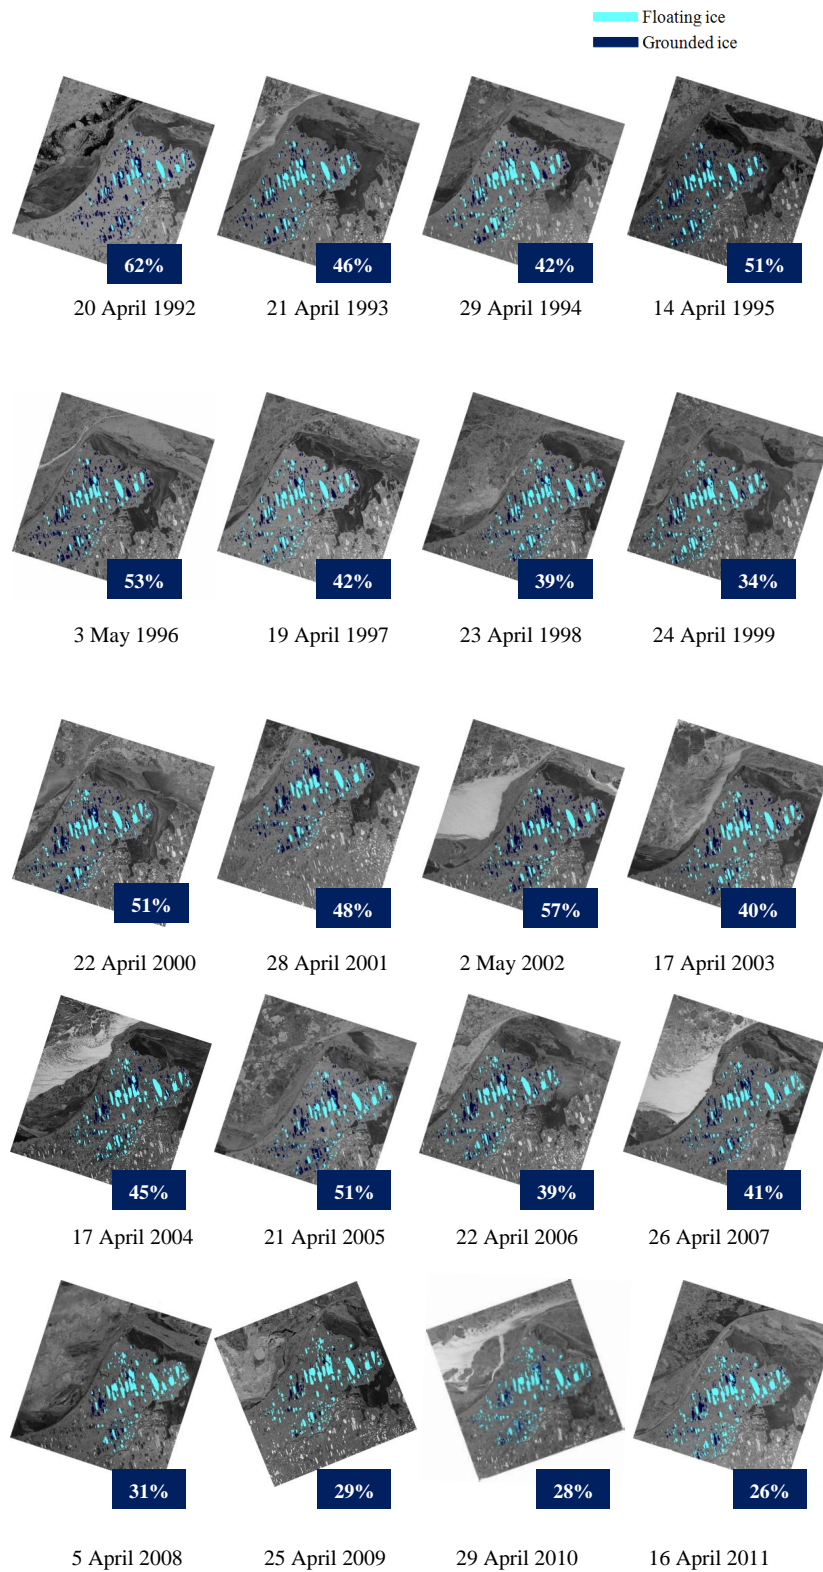 Floating ice
Grounded ice
62% 46% 42% 51%
20 April 1992 21 April 1993 29 April 1994 14 April 1995
53% 42% 39% 34%
3 May 1996 19 April 1997 23 April 1998 24 April 1999
51% 48% 57% 40%
22 April 2000 28 April 2001 2 May 2002 17 April 2003
45% 51% 39% 41%
17 April 2004 21 April 2005 22 April 2006 26 April 2007
31% 29% 28% 26%
5 April 2008 25 April 2009 29 April 2010 16 April 2011